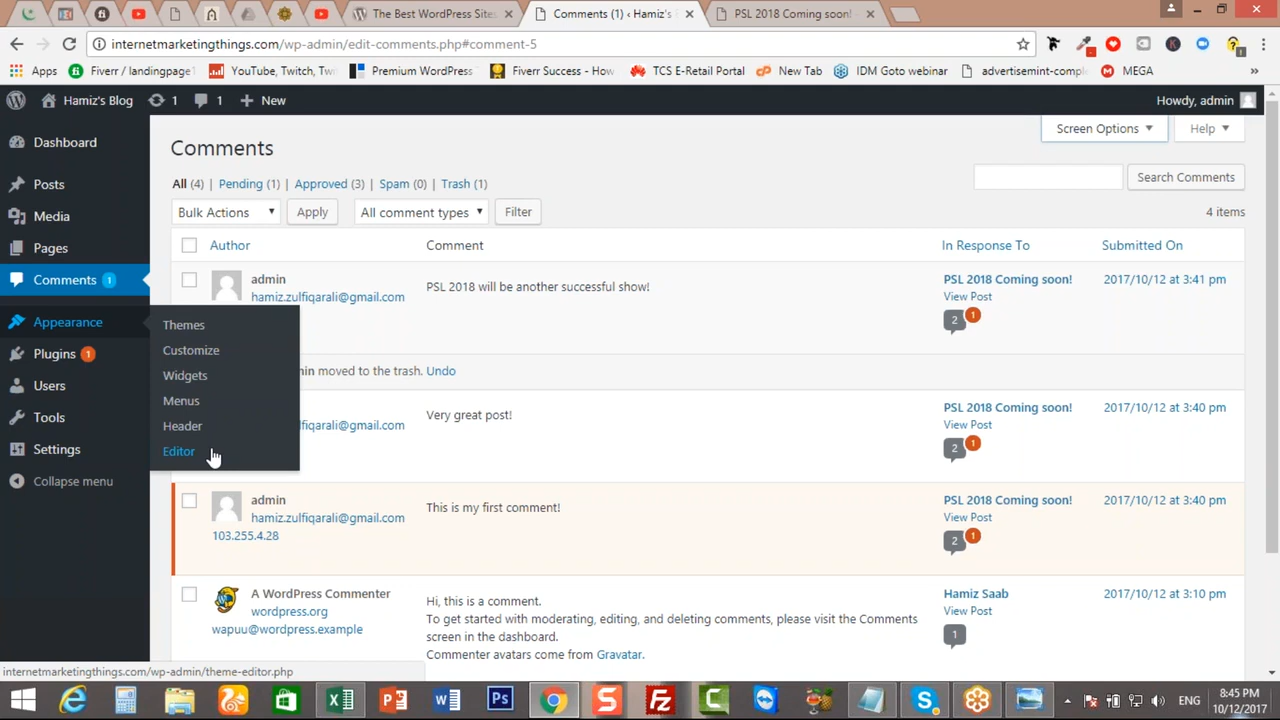 The Best WordPress Sites
Comments (1) ‹ Hamiz's
PSL 2018 Coming soon!
internetmarketingthings.com/wp-admin/edit-comments.php#comment-5
Apps
Fiverr / landingpage
YouTube, Twitch, Twi
Premium WordPress
Fiverr Success - How
TCS E-Retail Portal
New Tab
IDM Goto webinar
advertisemint-comple
MEGA
Hamiz's Blog
1
1
New
Howdy, admin
Dashboard
Posts
Media
Pages
Comments 1
Appearance
Plugins 1
Users
Tools
Settings
Collapse menu
Themes
Customize
Widgets
Menus
Header
Editor
Screen Options
Help
Comments
All (4) | Pending (1) | Approved (3) | Spam (0) | Trash (1)
Search Comments
Bulk Actions
Apply
All comment types
Filter
4 items
Author
Comment
In Response To
Submitted On
admin
hamiz.zulfiqarali@gmail.com
PSL 2018 will be another successful show!
PSL 2018 Coming soon!
View Post
2 1
2017/10/12 at 3:41 pm
moved to the trash. Undo
zulfiqarali@gmail.com
Very great post!
PSL 2018 Coming soon!
View Post
2 1
2017/10/12 at 3:40 pm
admin
hamiz.zulfiqarali@gmail.com
103.255.4.28
This is my first comment!
PSL 2018 Coming soon!
View Post
2 1
2017/10/12 at 3:40 pm
A WordPress Commenter
wordpress.org
wapuu@wordpress.example
Hi, this is a comment.
To get started with moderating, editing, and deleting comments, please visit the Comments
screen in the dashboard.
Commenter avatars come from Gravatar.
Hamiz Saab
View Post
1
2017/10/12 at 3:10 pm
internetmarketingthings.com/wp-admin/theme-editor.php
ENG
8:45 PM
10/12/2017